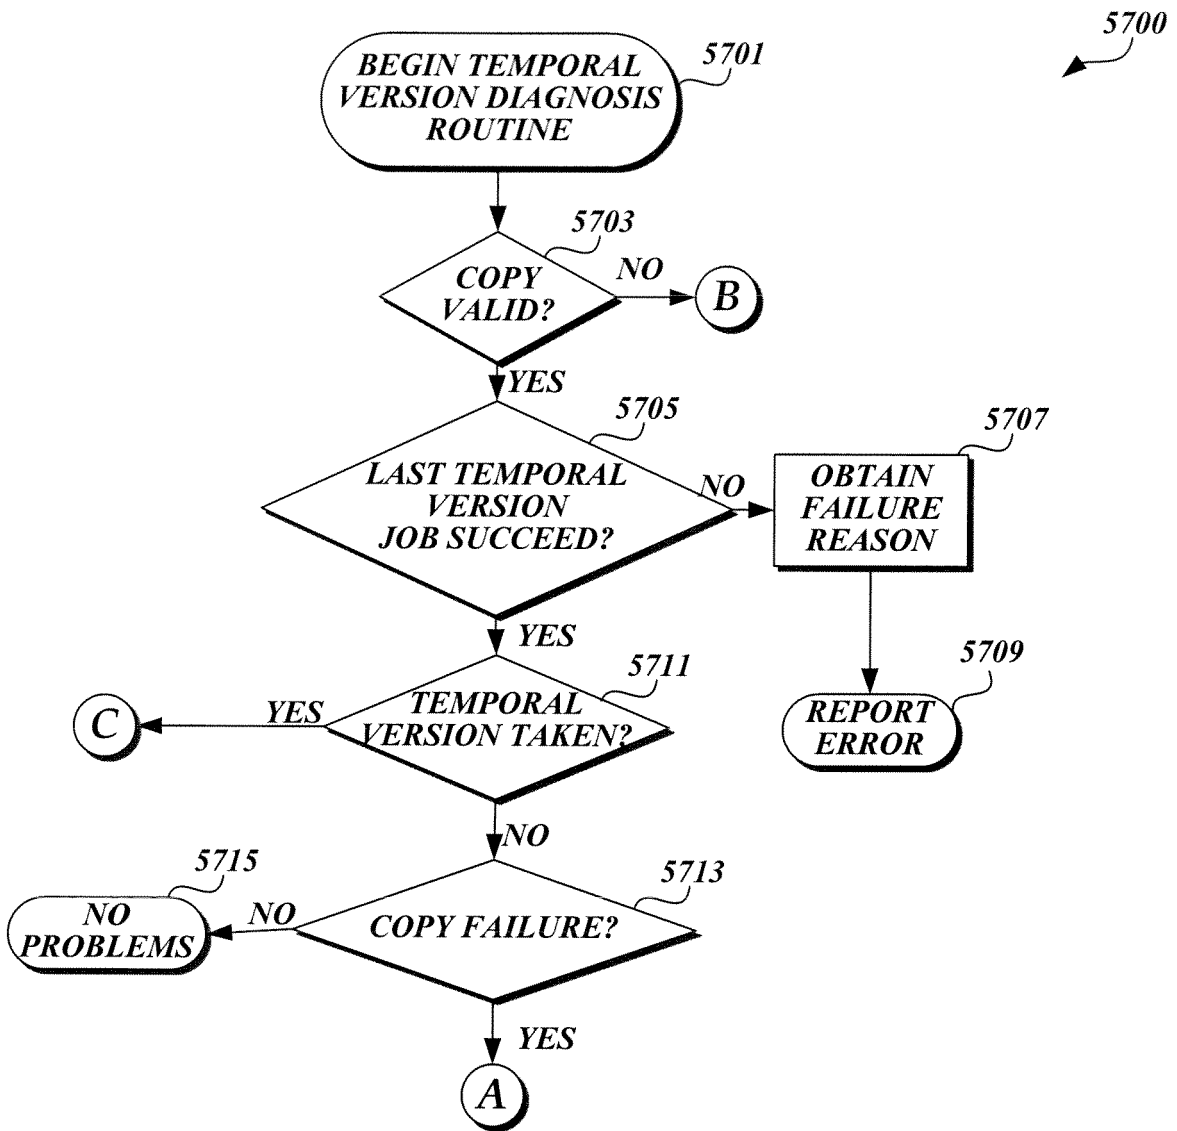 5700
BEGIN TEMPORAL
VERSION DIAGNOSIS
ROUTINE
5701
5703
COPY
VALID?
NO
B
YES
5705
LAST TEMPORAL
VERSION
JOB SUCCEED?
NO
5707
OBTAIN
FAILURE
REASON
YES
5709
REPORT
ERROR
5711
TEMPORAL
VERSION TAKEN?
YES
C
NO
5713
COPY FAILURE?
NO
5715
NO
PROBLEMS
YES
A